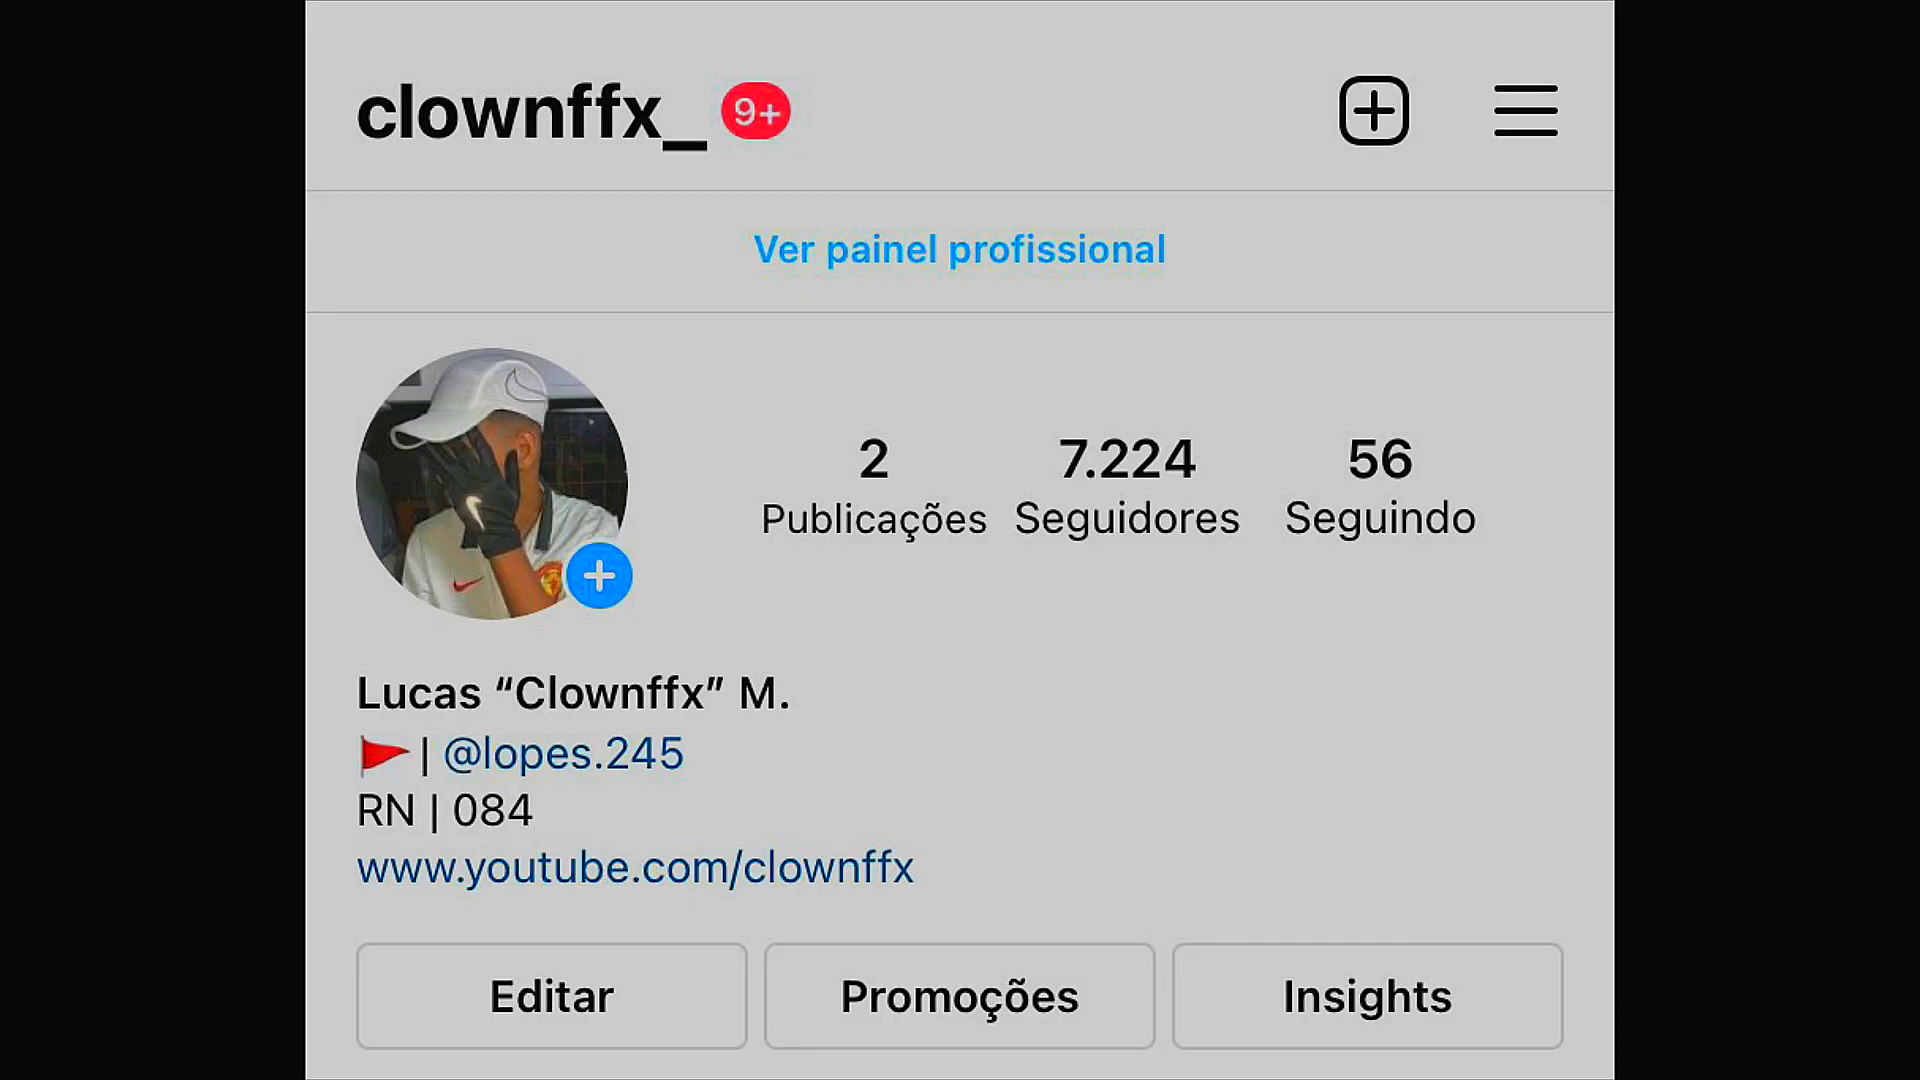 clownffx_ 9+
Ver painel profissional
2 7.224 56
Publicações Seguidores Seguindo
Lucas “Clownffx” M.
🚩 | @lopes.245
RN | 084
www.youtube.com/clownffx
Editar Promoções Insights